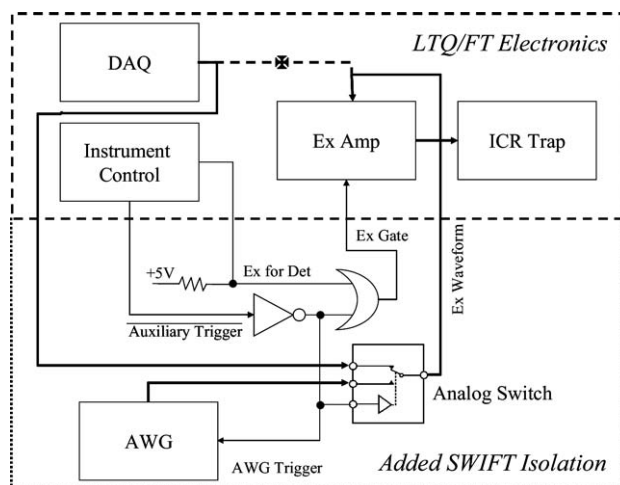 LTQ/FT Electronics
DAQ
Instrument
Control
Ex Amp
ICR Trap
Ex Gate
Ex Waveform
+5V
Ex for Det
Auxiliary Trigger
Analog Switch
AWG
AWG Trigger
Added SWIFT Isolation